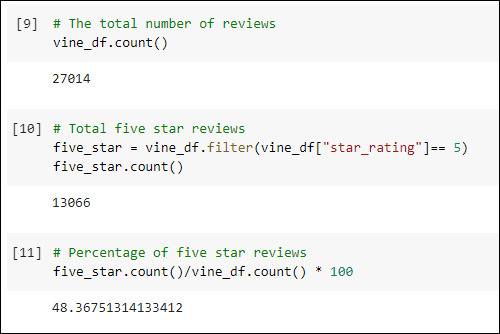 [9] # The total number of reviews
vine_df.count()
27014
[10] # Total five star reviews
five_star = vine_df.filter(vine_df["star_rating"]== 5)
five_star.count()
13066
[11] # Percentage of five star reviews
five_star.count()/vine_df.count() * 100
48.36751314133412